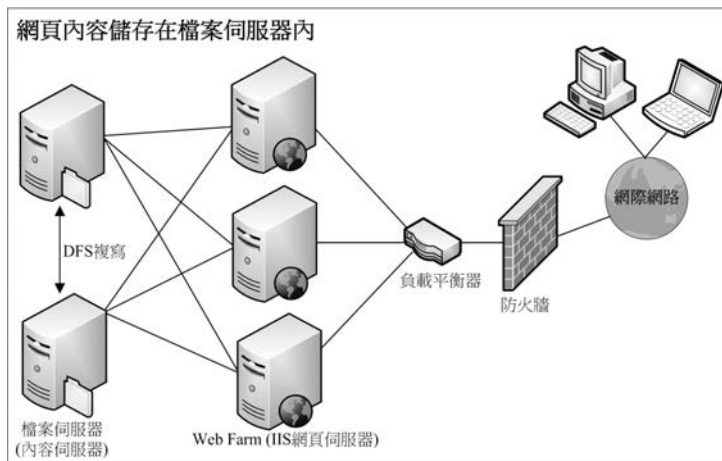 網頁內容儲存在檔案伺服器內
網際網路
DFS複寫
負載平衡器
防火牆
檔案伺服器
(內容伺服器)
Web Farm (IIS網頁伺服器)